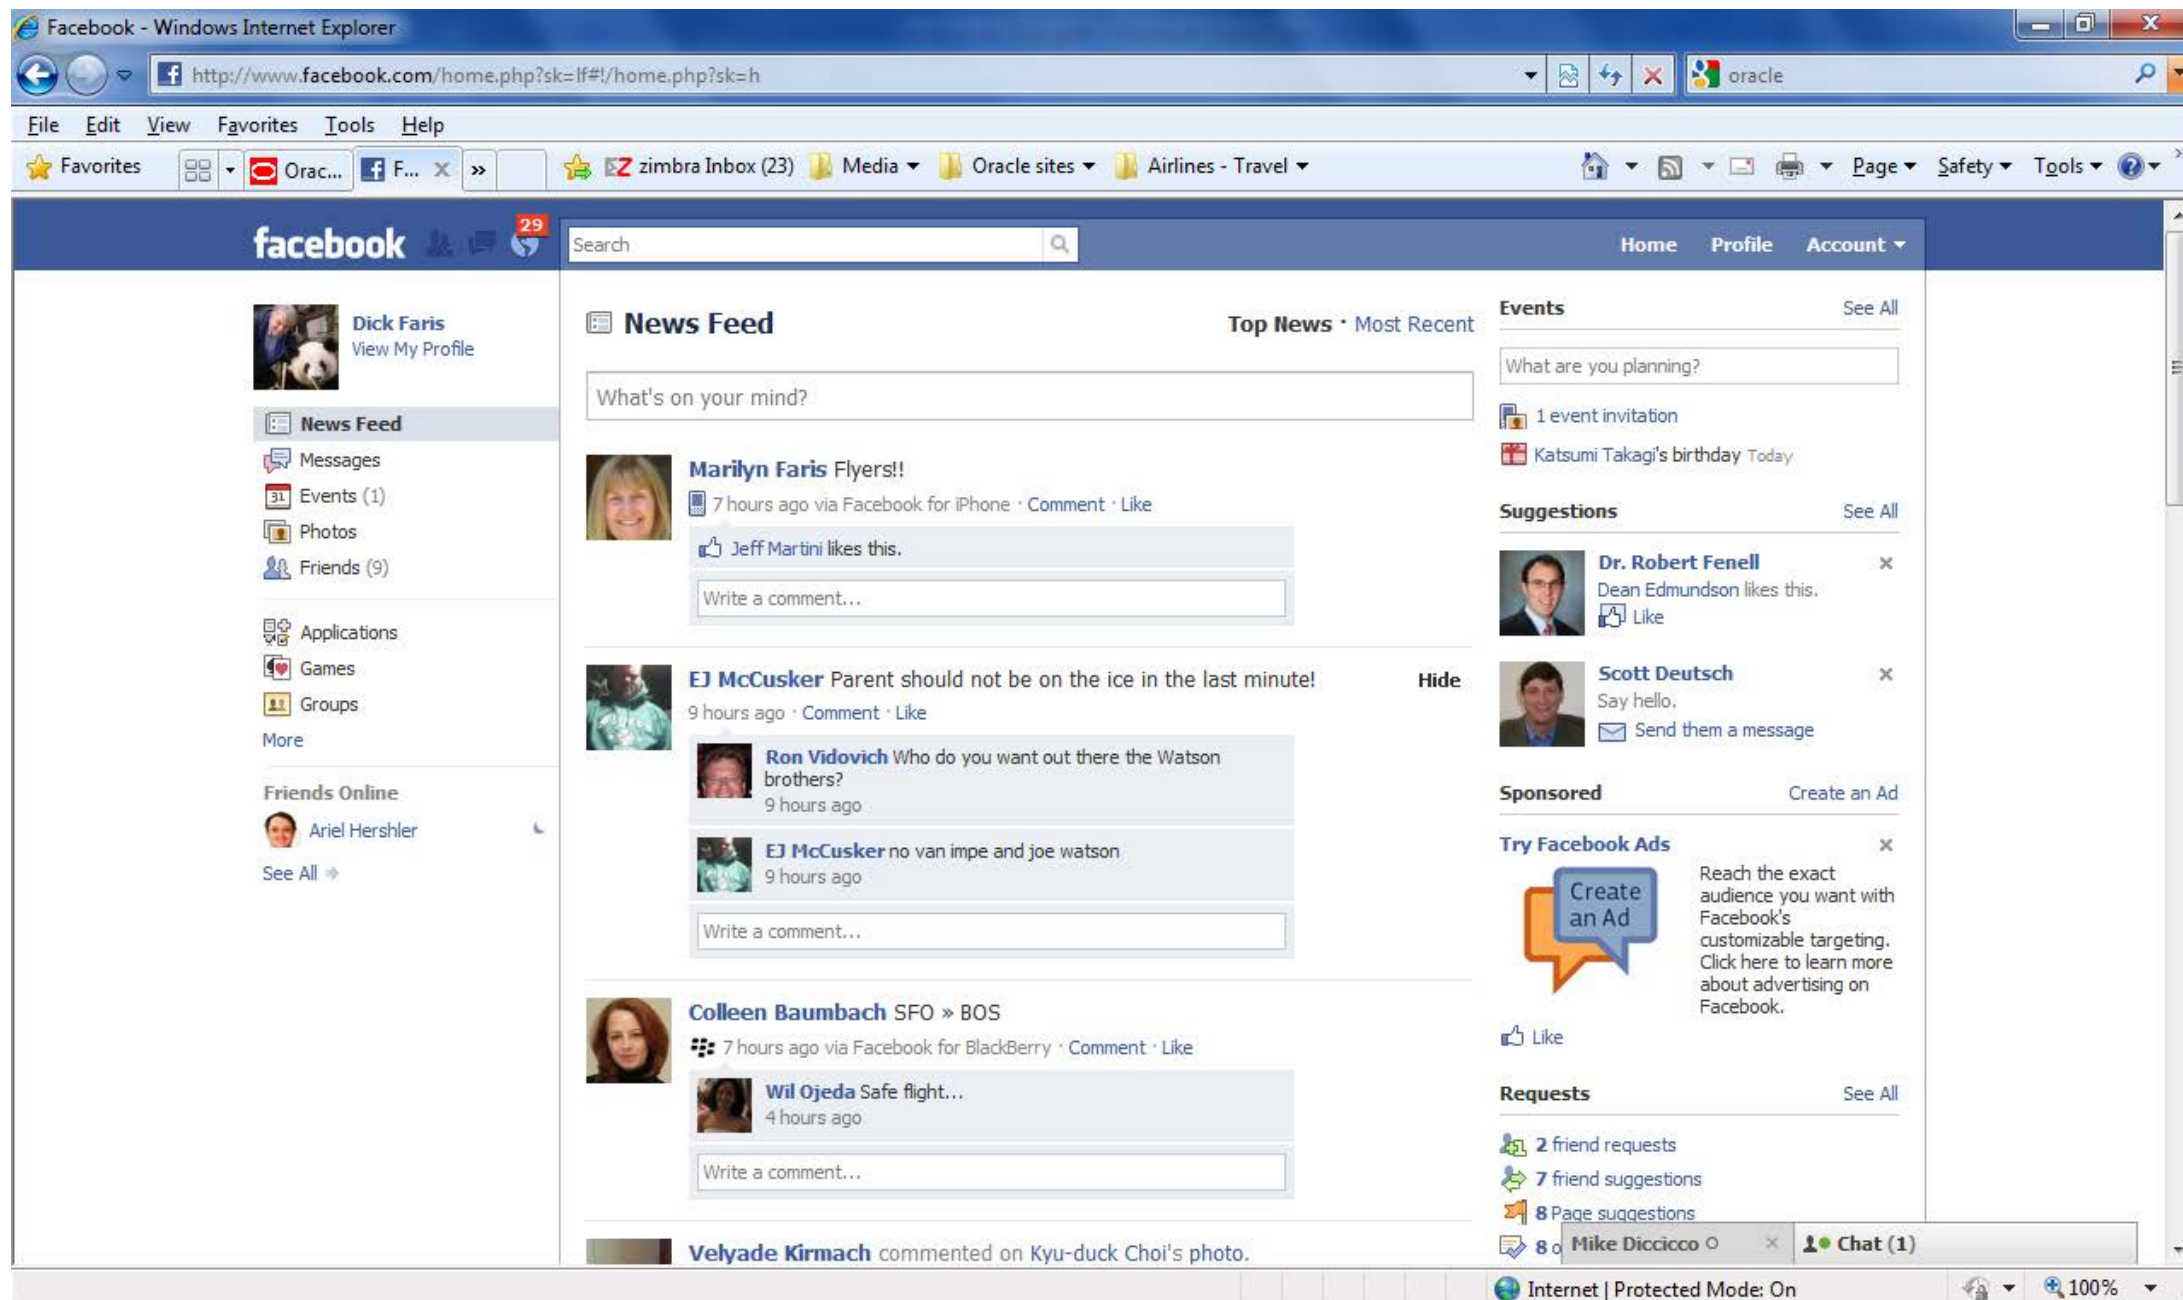 Facebook - Windows Internet Explorer
http://www.facebook.com/home.php?sk=lf#!/home.php?sk=h
oracle
File Edit View Favorites Tools Help
Favorites
Orac...
F...
zimbra Inbox (23)
Media
Oracle sites
Airlines - Travel
Page
Safety
Tools
facebook
29
Search
Home Profile Account
Dick Faris
View My Profile
News Feed
Messages
31
Events (1)
Photos
Friends (9)
Applications
Games
Groups
More
Friends Online
Ariel Hershler
See All
News Feed
Top News · Most Recent
What's on your mind?
Marilyn Faris Flyers!!
7 hours ago via Facebook for iPhone · Comment · Like
Jeff Martini likes this.
Write a comment...
EJ McCusker Parent should not be on the ice in the last minute!
Hide
9 hours ago · Comment · Like
Ron Vidovich Who do you want out there the Watson
brothers?
9 hours ago
EJ McCusker no van impe and joe watson
9 hours ago
Write a comment...
Colleen Baumbach SFO » BOS
7 hours ago via Facebook for BlackBerry · Comment · Like
Wil Ojeda Safe flight...
4 hours ago
Write a comment...
Velyade Kirmach commented on Kyu-duck Choi's photo.
Events See All
What are you planning?
1 event invitation
Katsumi Takagi's birthday Today
Suggestions See All
Dr. Robert Fenell
Dean Edmundson likes this.
Like
Scott Deutsch
Say hello.
Send them a message
Sponsored Create an Ad
Try Facebook Ads
Create
an Ad
Reach the exact
audience you want with
Facebook's
customizable targeting.
Click here to learn more
about advertising on
Facebook.
Like
Requests See All
2 friend requests
7 friend suggestions
8 Page suggestions
8 o
Mike Diccicco
Chat (1)
Internet | Protected Mode: On
100%